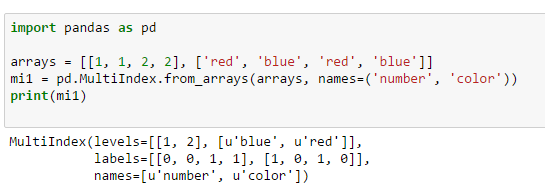 import pandas as pd
arrays = [[1, 1, 2, 2], ['red', 'blue', 'red', 'blue']]
mi1 = pd.MultiIndex.from_arrays(arrays, names=('number', 'color'))
print(mi1)
MultiIndex(levels=[[1, 2], [u'blue', u'red']],
           labels=[[0, 0, 1, 1], [1, 0, 1, 0]],
           names=[u'number', u'color'])